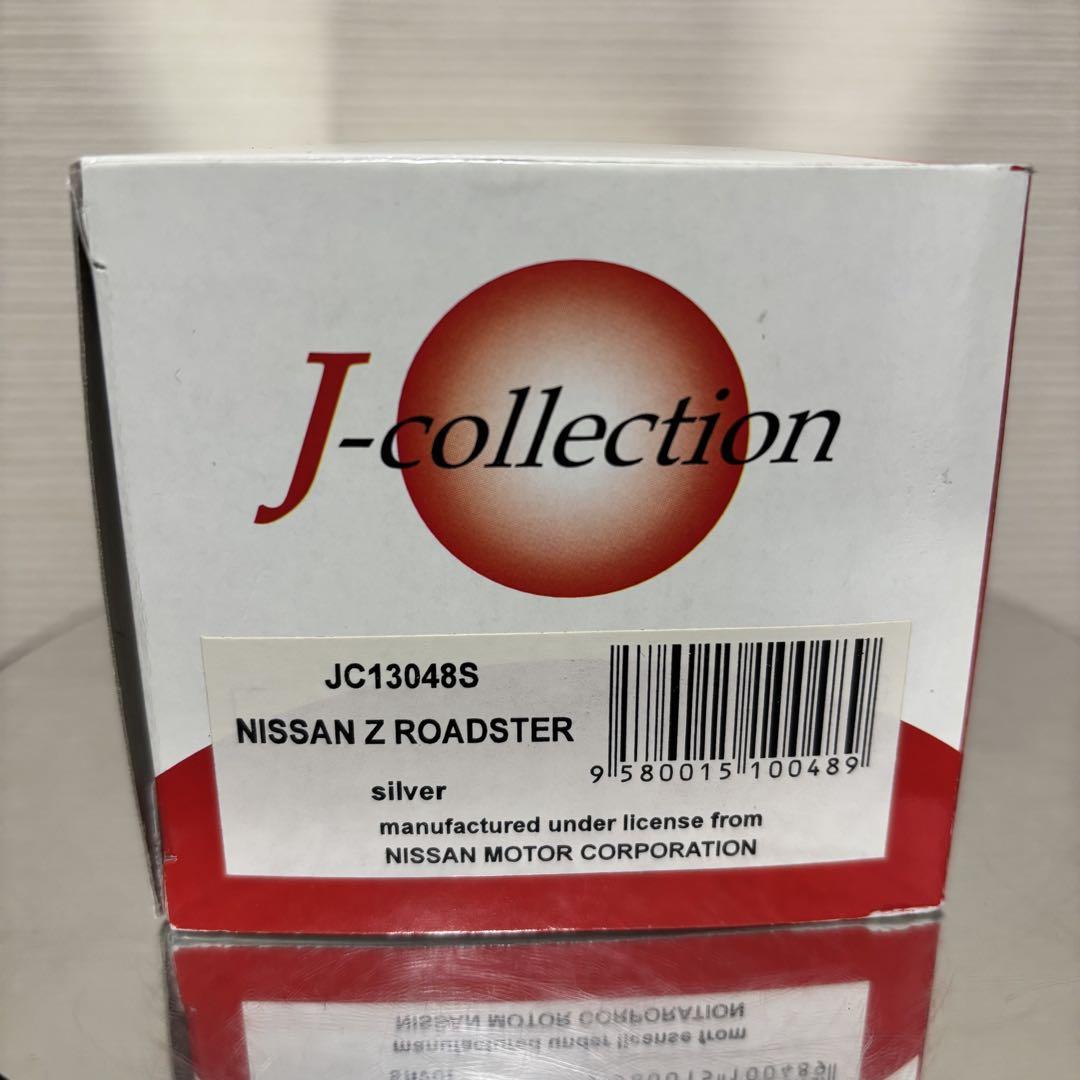 J-collection
JC13048S
NISSAN Z ROADSTER
silver
manufactured under license from
NISSAN MOTOR CORPORATION
9 580015 100489